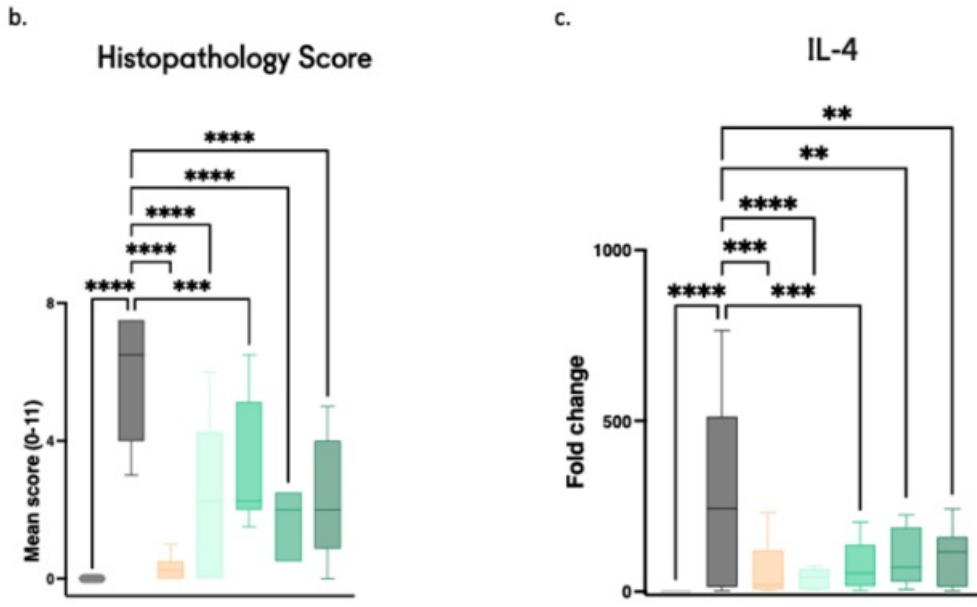 b.
Histopathology Score
****
****
****
****
**** ***
8
4
0
Mean score (0-11)
c.
IL-4
**
**
****
***
**** ***
1000
500
0
Fold change